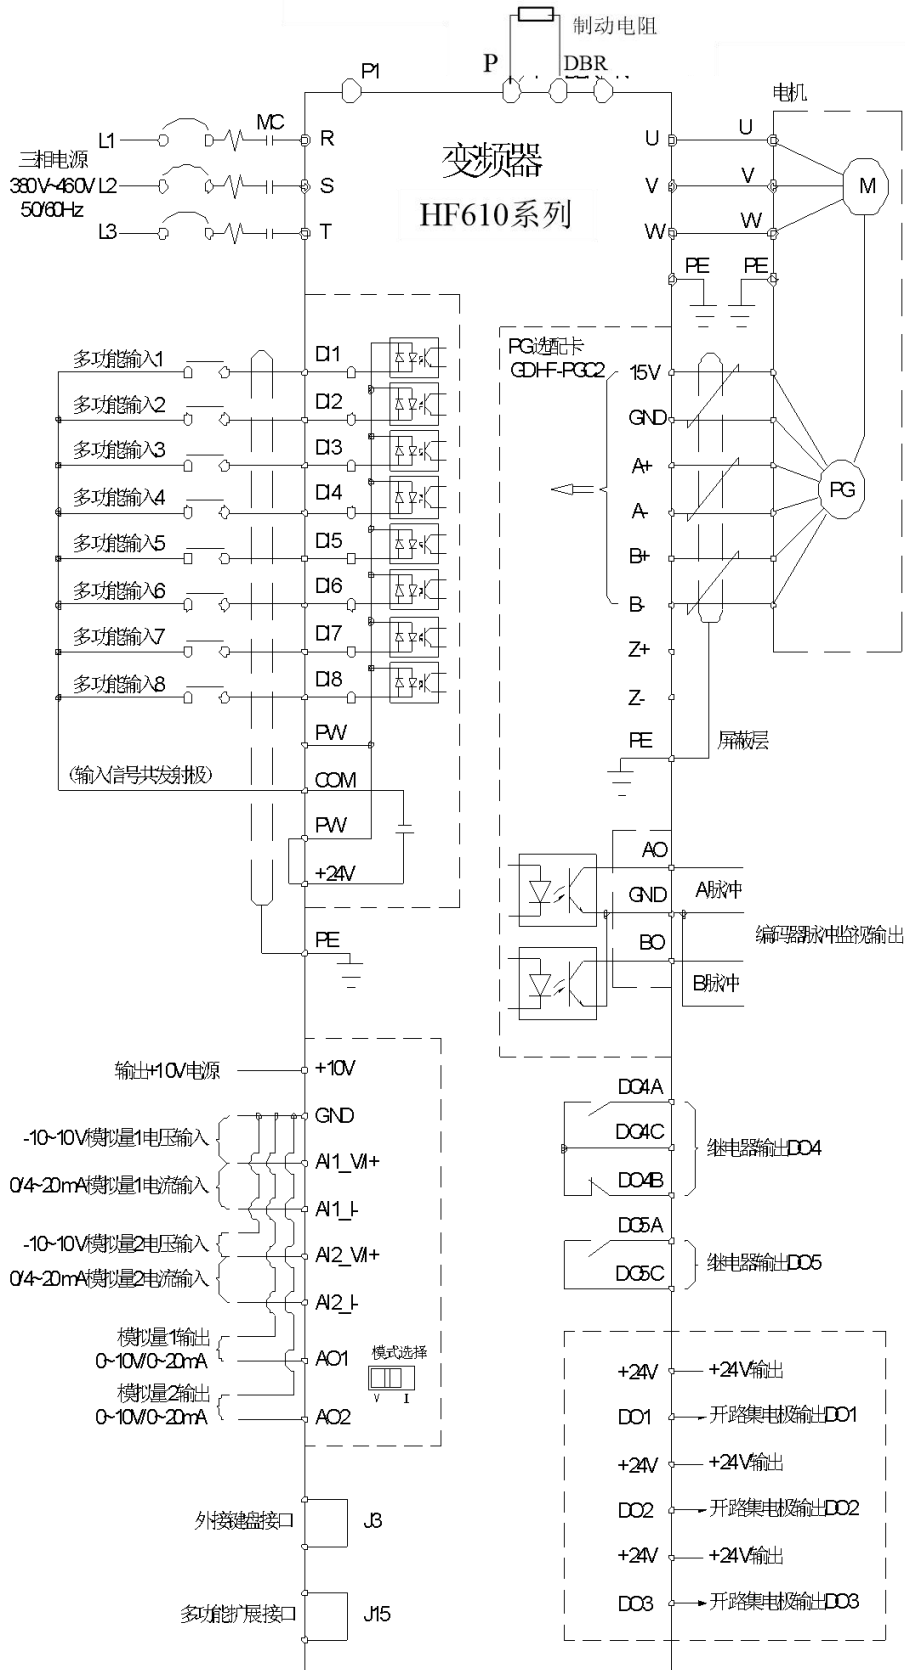 制动电阻
P1
P
DBR
电机
L1
MC
R
三相电源
380V~460V
L2
S
50/60Hz
L3
T
变频器
HF610系列
U
U
V
V
W
W
M
PE
PE
多功能输入1
DI1
多功能输入2
DI2
多功能输入3
DI3
多功能输入4
DI4
多功能输入5
DI5
多功能输入6
DI6
多功能输入7
DI7
多功能输入8
DI8
PW
(输入信号共发射极)
COM
PW
+24V
PE
PG选配卡
GDHF-PGC2
15V
GND
A+
A-
B+
B-
Z+
Z-
PE
PG
屏蔽层
AO
A脉冲
GND
编码器脉冲监视输出
BO
B脉冲
输出+10V电源
+10V
GND
-10~10V模拟量1电压输入
AI1_V/I+
0/4~20mA模拟量1电流输入
AI1_I-
-10~10V模拟量2电压输入
AI2_V/I+
0/4~20mA模拟量2电流输入
AI2_I-
模拟量1输出
0~10V/0~20mA
AO1
模式选择
V
I
模拟量2输出
0~10V/0~20mA
AO2
外接键盘接口
J3
多功能扩展接口
J15
DO4A
DO4C
继电器输出DO4
DO4B
DO5A
继电器输出DO5
DO5C
+24V
+24V输出
DO1
开路集电极输出DO1
+24V
+24V输出
DO2
开路集电极输出DO2
+24V
+24V输出
DO3
开路集电极输出DO3